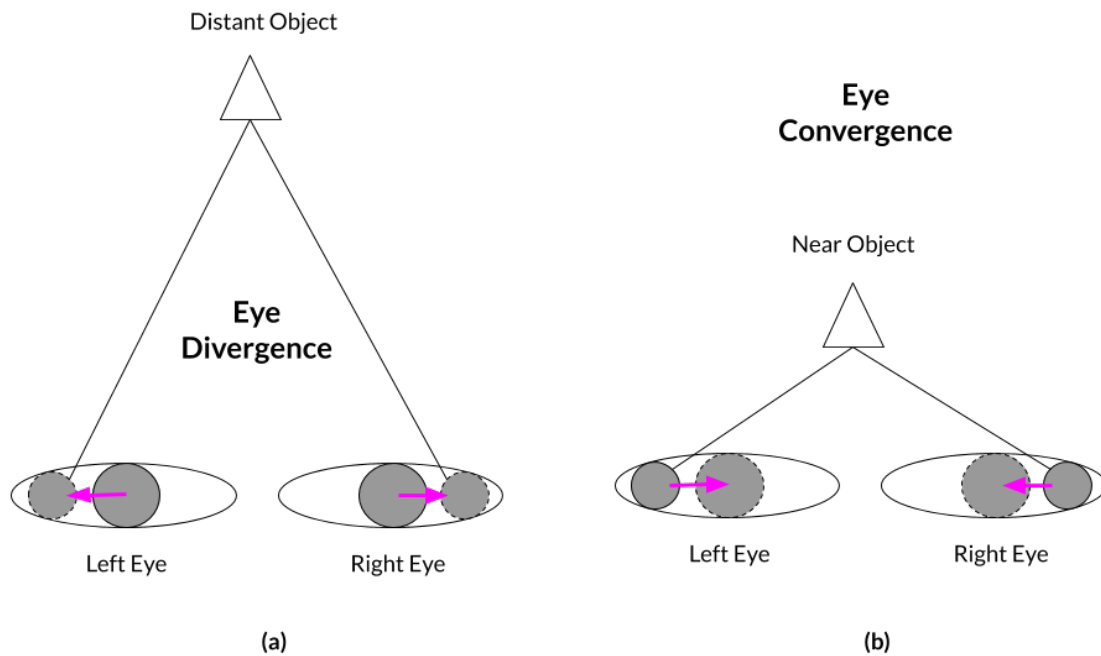 Distant Object
Eye
Divergence
Left Eye
Right Eye
(a)
Eye
Convergence
Near Object
Left Eye
Right Eye
(b)